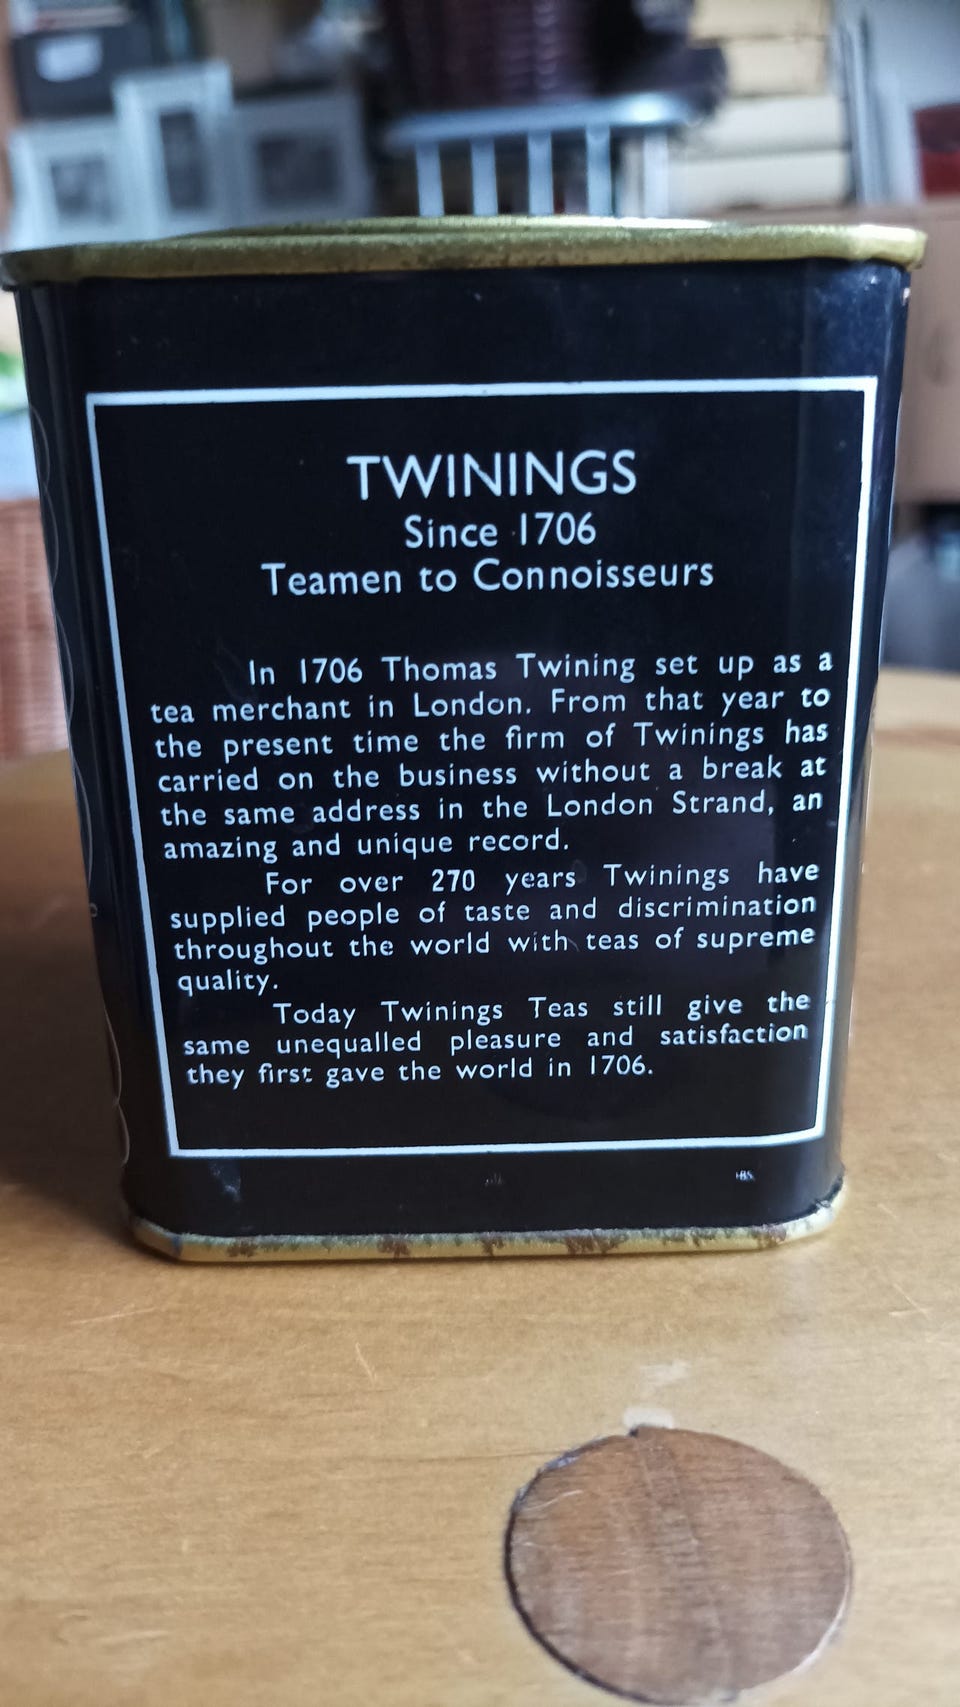 TWININGS
Since 1706
Teamen to Connoisseurs
In 1706 Thomas Twining set up as a
tea merchant in London. From that year to
the present time the firm of Twinings has
carried on the business without a break at
the same address in the London Strand, an
amazing and unique record.
For over 270 years Twinings have
supplied people of taste and discrimination
throughout the world with teas of supreme
quality.
Today Twinings Teas still give the
same unequalled pleasure and satisfaction
they first gave the world in 1706.